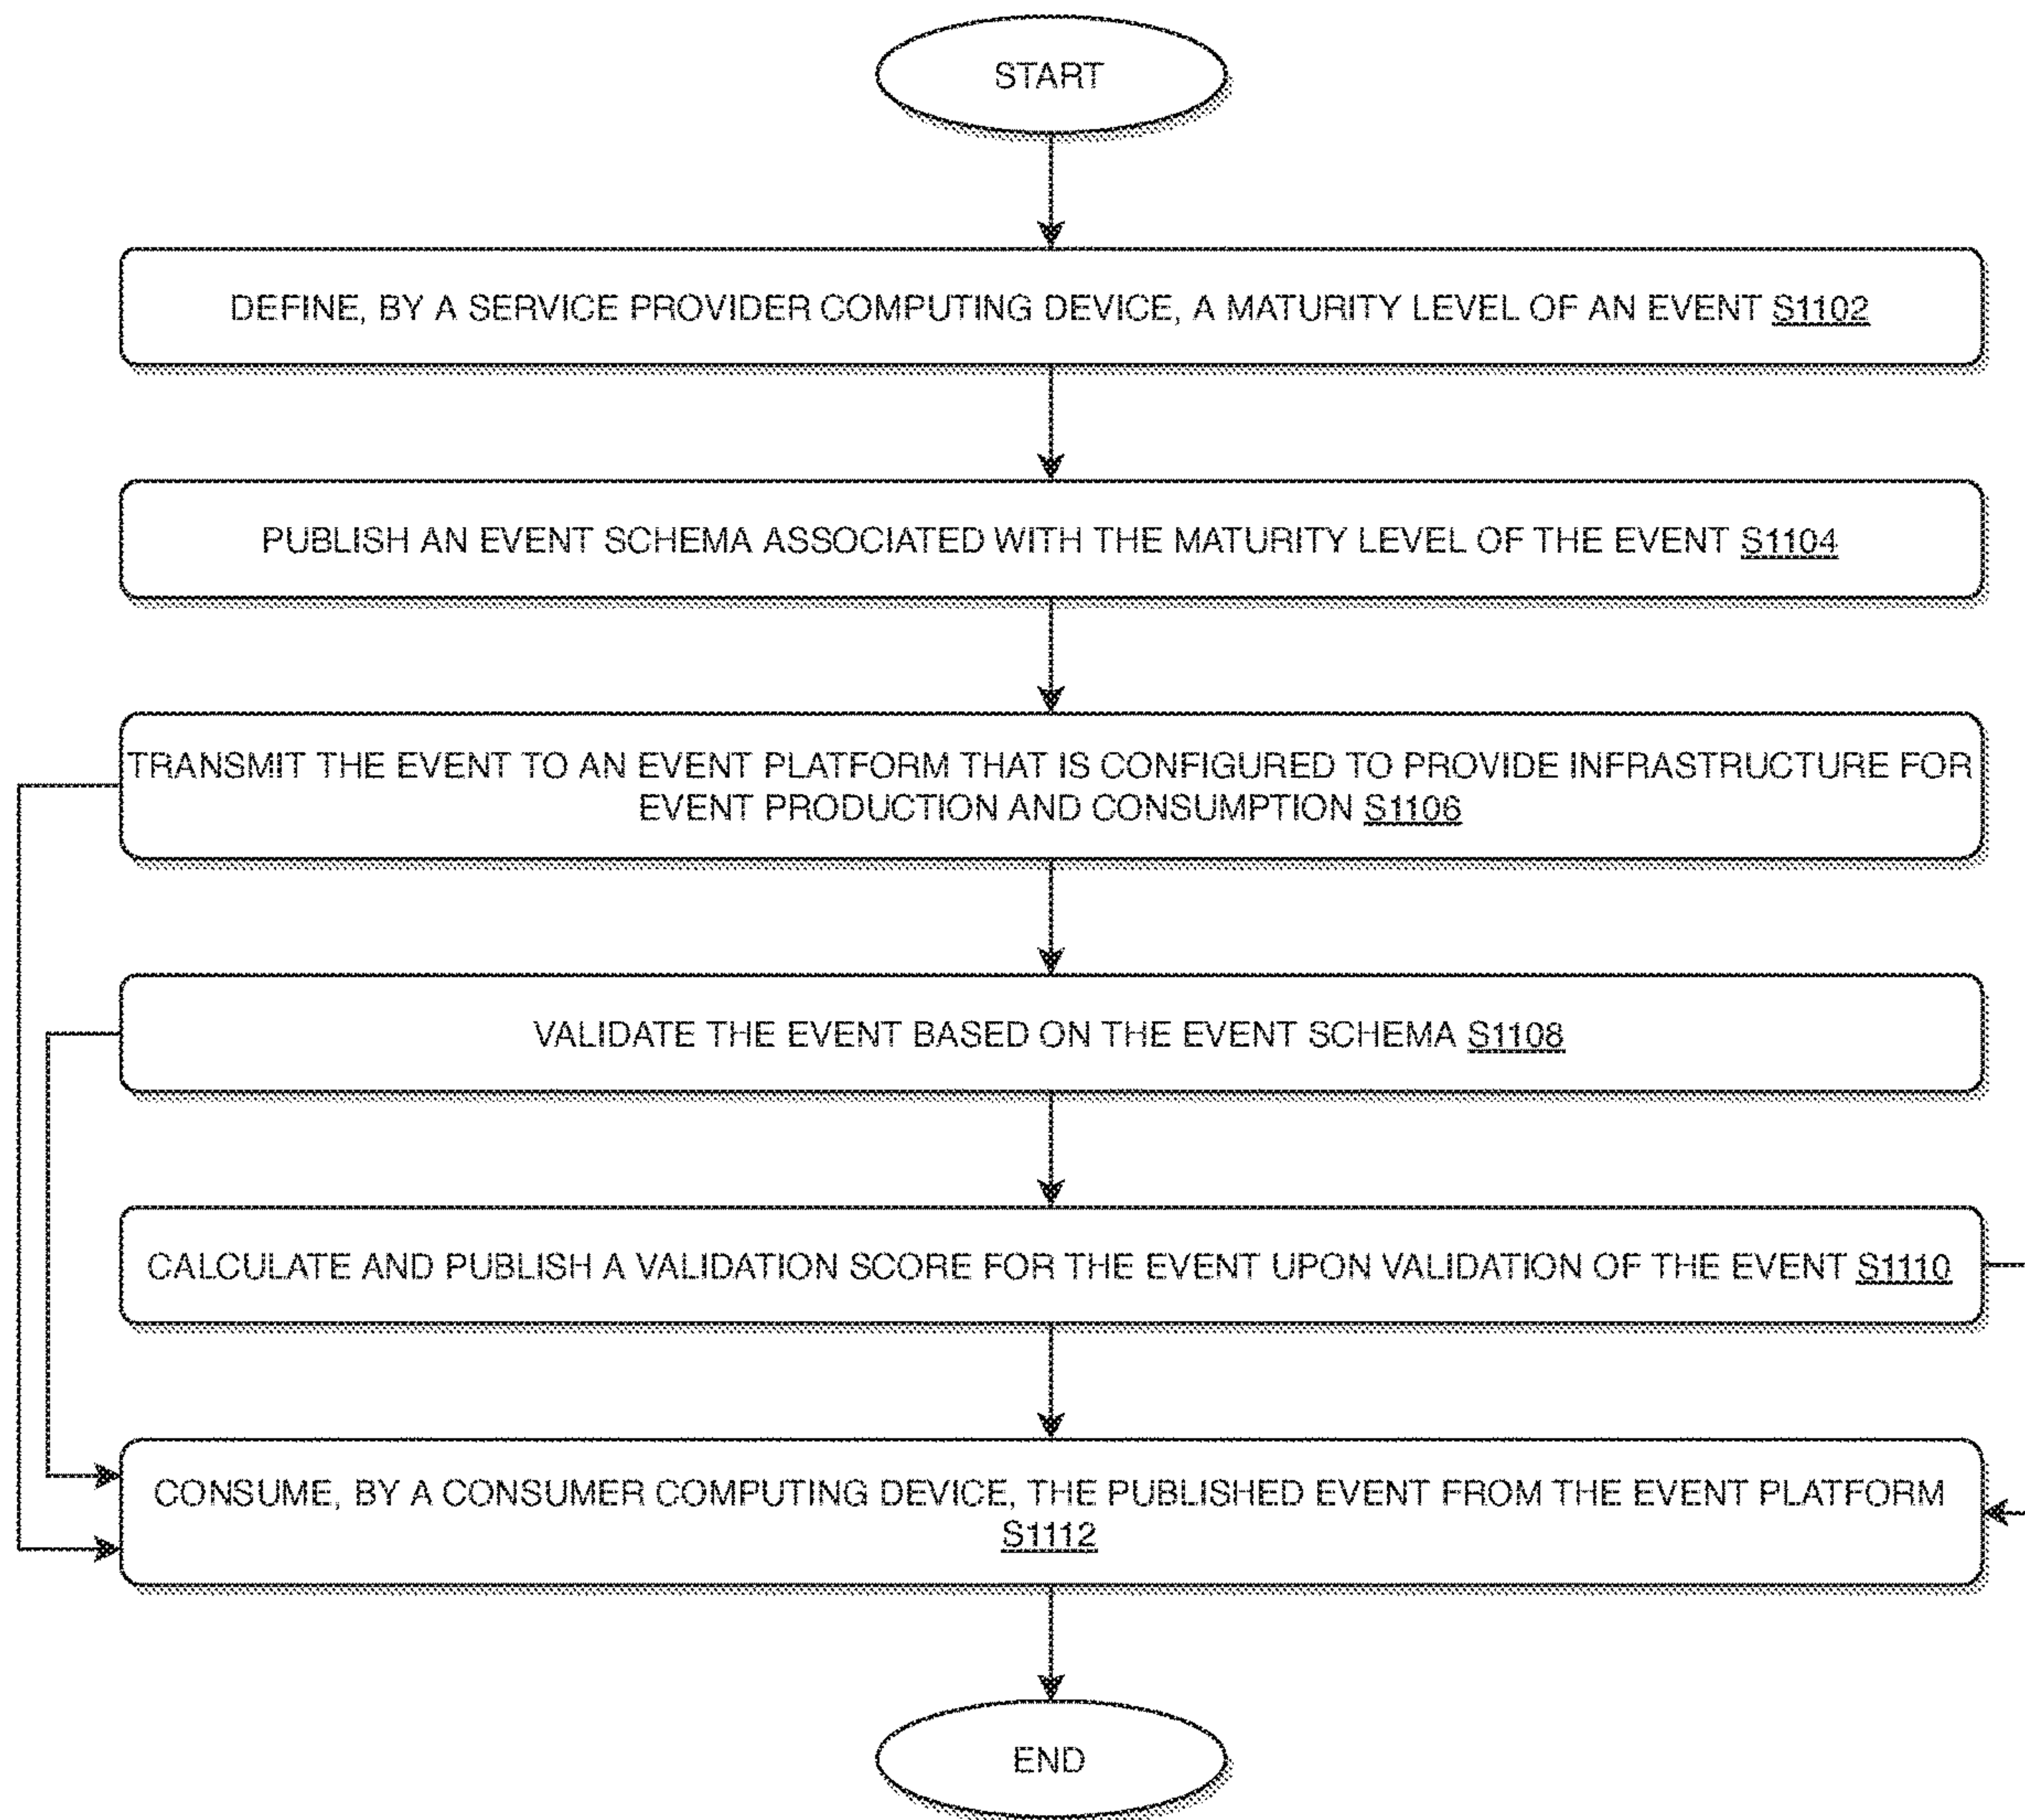 START
DEFINE, BY A SERVICE PROVIDER COMPUTING DEVICE, A MATURITY LEVEL OF AN EVENT S1102
PUBLISH AN EVENT SCHEMA ASSOCIATED WITH THE MATURITY LEVEL OF THE EVENT S1104
TRANSMIT THE EVENT TO AN EVENT PLATFORM THAT IS CONFIGURED TO PROVIDE INFRASTRUCTURE FOR
EVENT PRODUCTION AND CONSUMPTION S1106
VALIDATE THE EVENT BASED ON THE EVENT SCHEMA S1108
CALCULATE AND PUBLISH A VALIDATION SCORE FOR THE EVENT UPON VALIDATION OF THE EVENT S1110
CONSUME, BY A CONSUMER COMPUTING DEVICE, THE PUBLISHED EVENT FROM THE EVENT PLATFORM
S1112
END